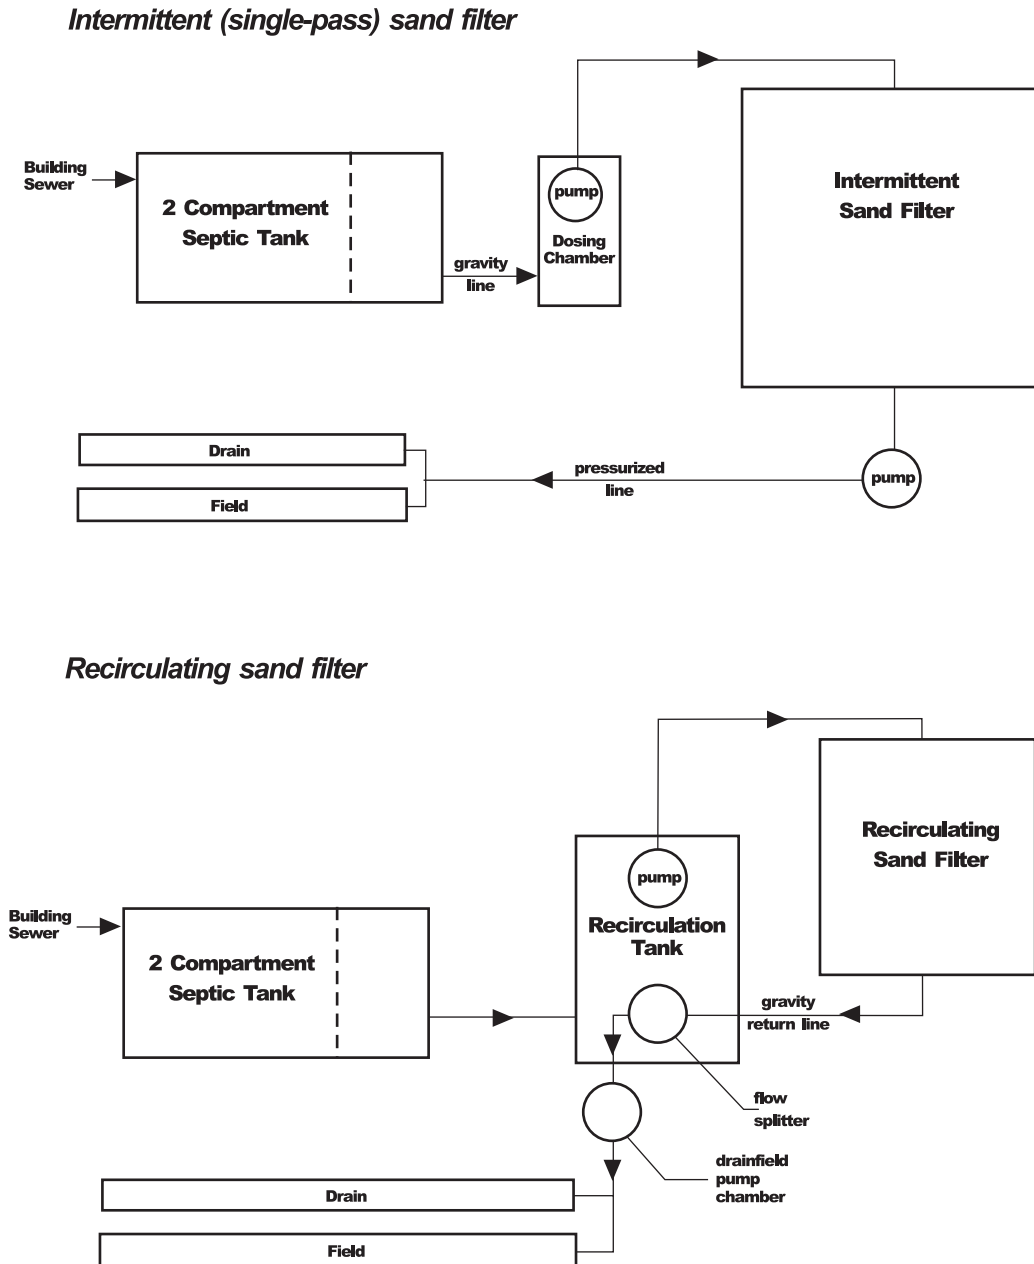 Intermittent (single-pass) sand filter
Building
Sewer
2 Compartment
Septic Tank
gravity
line
pump
Dosing
Chamber
Intermittent
Sand Filter
Drain
Field
pressurized
line
pump
Recirculating sand filter
Building
Sewer
2 Compartment
Septic Tank
pump
Recirculation
Tank
Recirculating
Sand Filter
gravity
return line
flow
splitter
drainfield
pump
chamber
Drain
Field